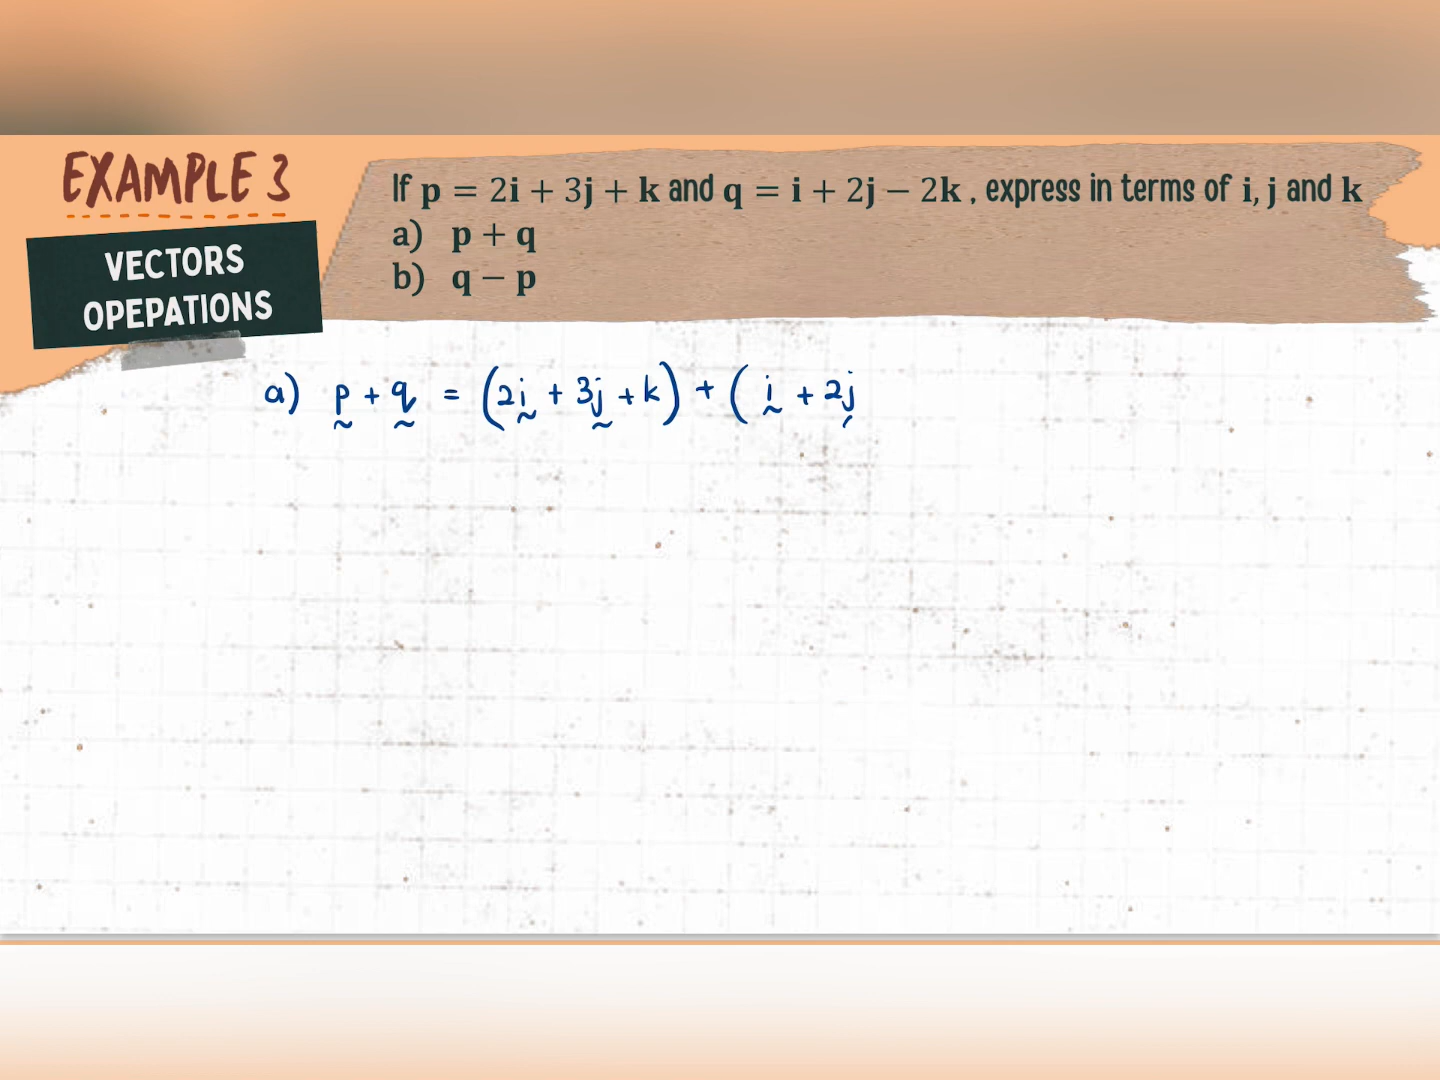 EXAMPLE 3
VECTORS
OPEPATIONS
If p = 2i + 3j + k and q = i + 2j − 2k , express in terms of i, j and k
a) p + q
b) q − p
a) p + q = (2i + 3j + k) + ( i + 2j